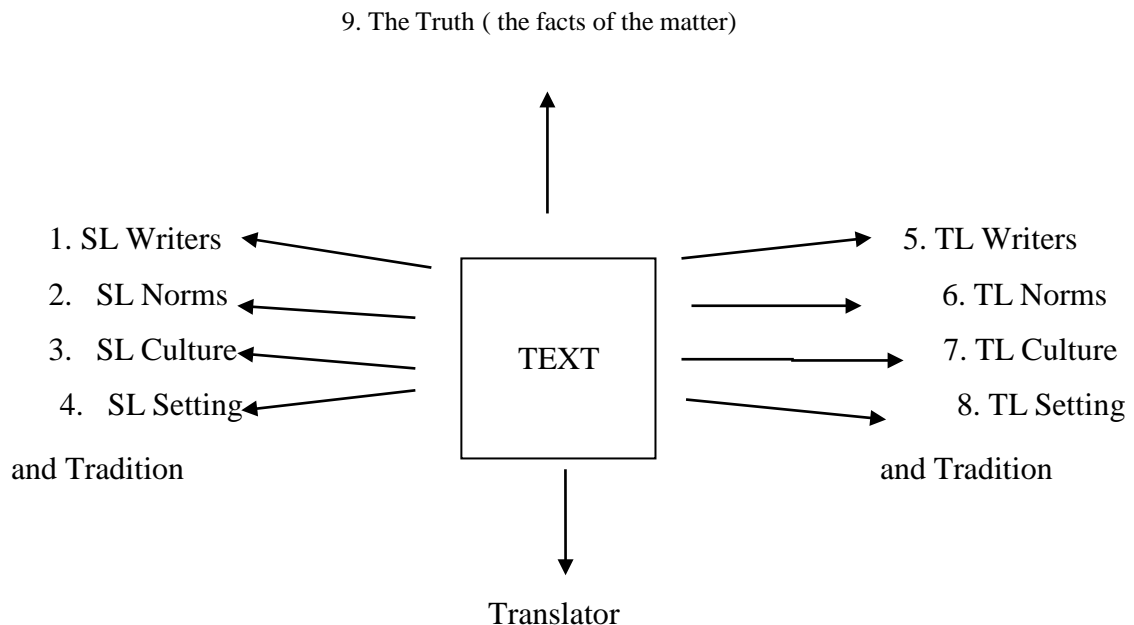 9. The Truth ( the facts of the matter)
1. SL Writers
2. SL Norms
3. SL Culture
4. SL Setting
and Tradition
TEXT
5. TL Writers
6. TL Norms
7. TL Culture
8. TL Setting
and Tradition
Translator